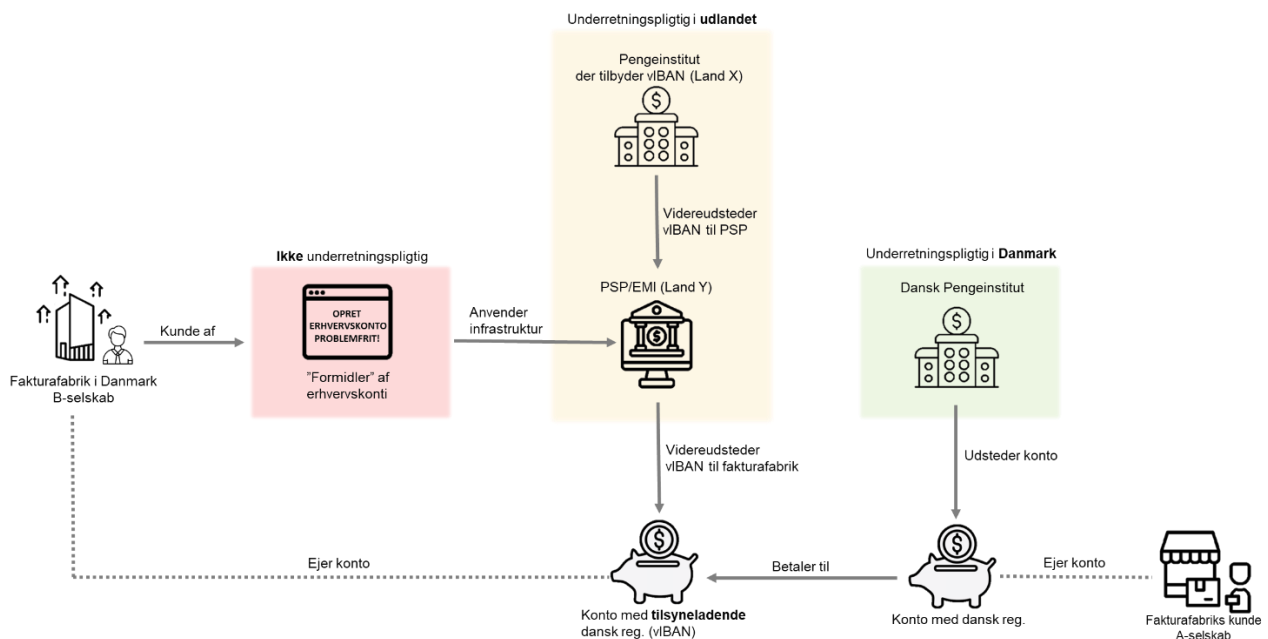 Underretningspligtig i udlandet
Pengeinstitut
der tilbyder vIBAN (Land X)
$
Videreudsteder
vIBAN til PSP
Ikke underretningspligtig
OPRET
ERHVERVSKONTO
PROBLEMFRIT!
"Formidler" af
erhvervskonti
Kunde af
Fakturafabrik i Danmark
B-selskab
Anvender
infrastruktur
PSP/EMI (Land Y)
$
Underretningspligtig i Danmark
Dansk Pengeinstitut
$
Videreudsteder
vIBAN til fakturafabrik
Udsteder konto
Ejer konto
$
Konto med tilsyneladende
dansk reg. (vIBAN)
Betaler til
$
Konto med dansk reg.
Ejer konto
Fakturafabriks kunde
A-selskab